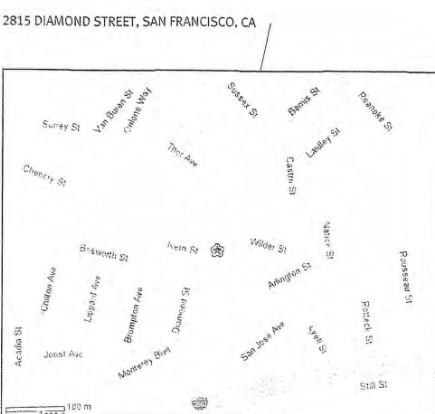 2815 DIAMOND STREET, SAN FRANCISCO, CA
Sussex St
Bemis St
Roanoke St
Van Buren St
Surrey St
Laidley St
Thor Ave
Castro St
Chenery St
Natick St
Bosworth St
Kern St
Wilder St
Rousseau St
Arlington St
Chilton Ave
Lippard Ave
Brompton Ave
Diamond St
Rotteck St
Acadia St
Joost Ave
Monterey Blvd
San Jose Ave
Lyell St
Still St
100 m